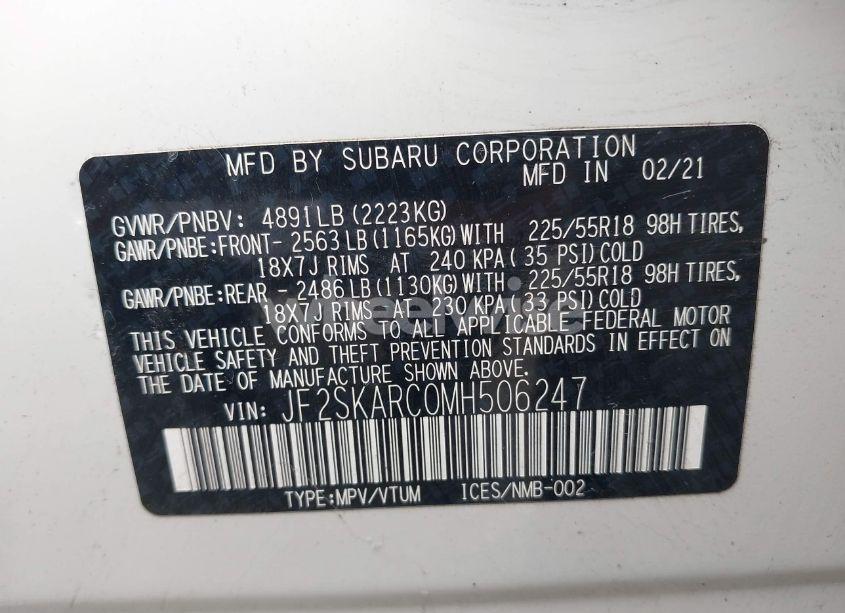 MFD BY SUBARU CORPORATION
MFD IN 02/21
GVWR/PNBV: 4891LB (2223KG)
GAWR/PNBE:FRONT- 2563LB (1165KG) WITH 225/55R18 98H TIRES,
18X7J RIMS AT 240 KPA (35 PSI) COLD
GAWR/PNBE:REAR - 2486LB (1130KG) WITH 225/55R18 98H TIRES,
18X7J RIMS AT 230 KPA (33 PSI) COLD
THIS VEHICLE CONFORMS TO ALL APPLICABLE FEDERAL MOTOR
VEHICLE SAFETY AND THEFT PREVENTION STANDARDS IN EFFECT ON
THE DATE OF MANUFACTURE SHOWN ABOVE.
VIN: JF2SKARC0MH506247
TYPE:MPV/VTUM ICES/NMB-002